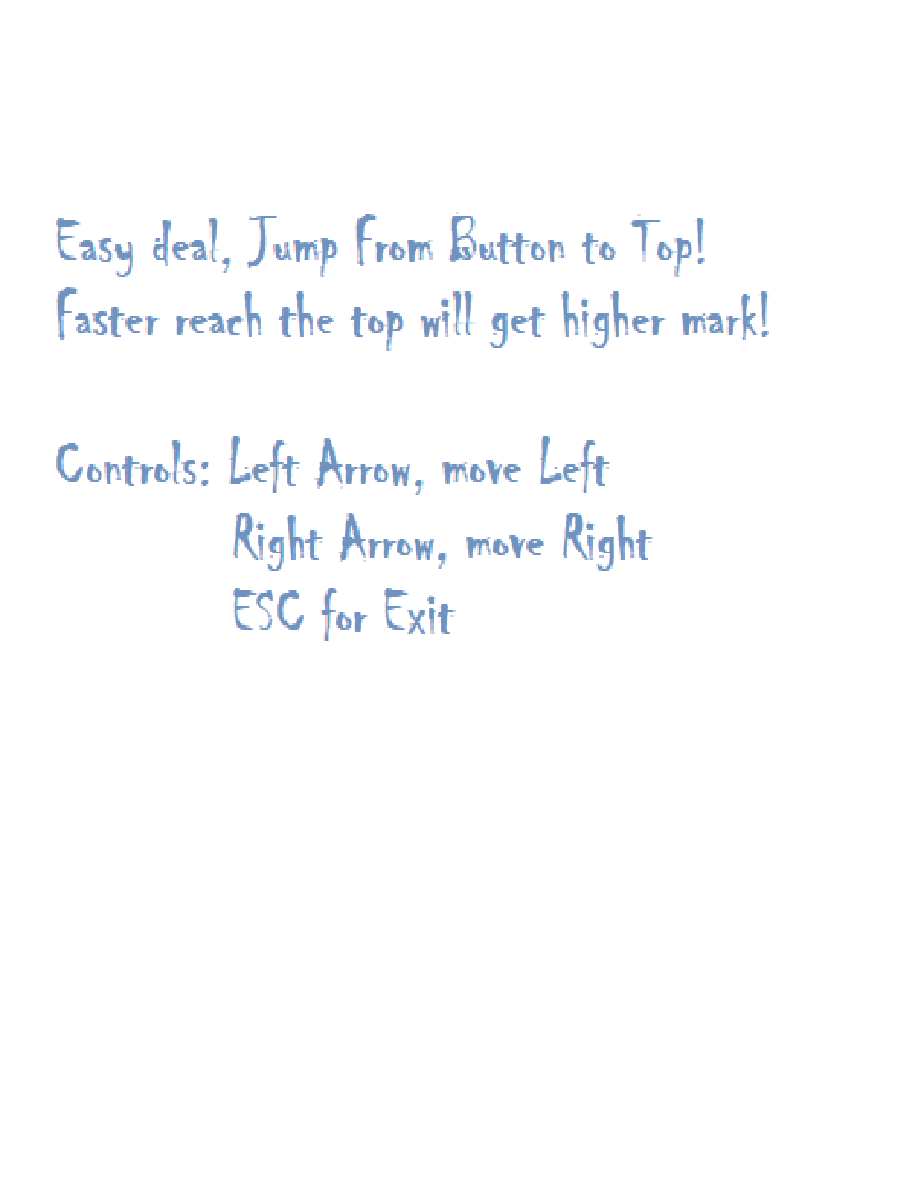 Easy deal, Jump From Button to Top!
Faster reach the top will get higher mark!
Controls: Left Arrow, move Left
Right Arrow, move Right
ESC for Exit